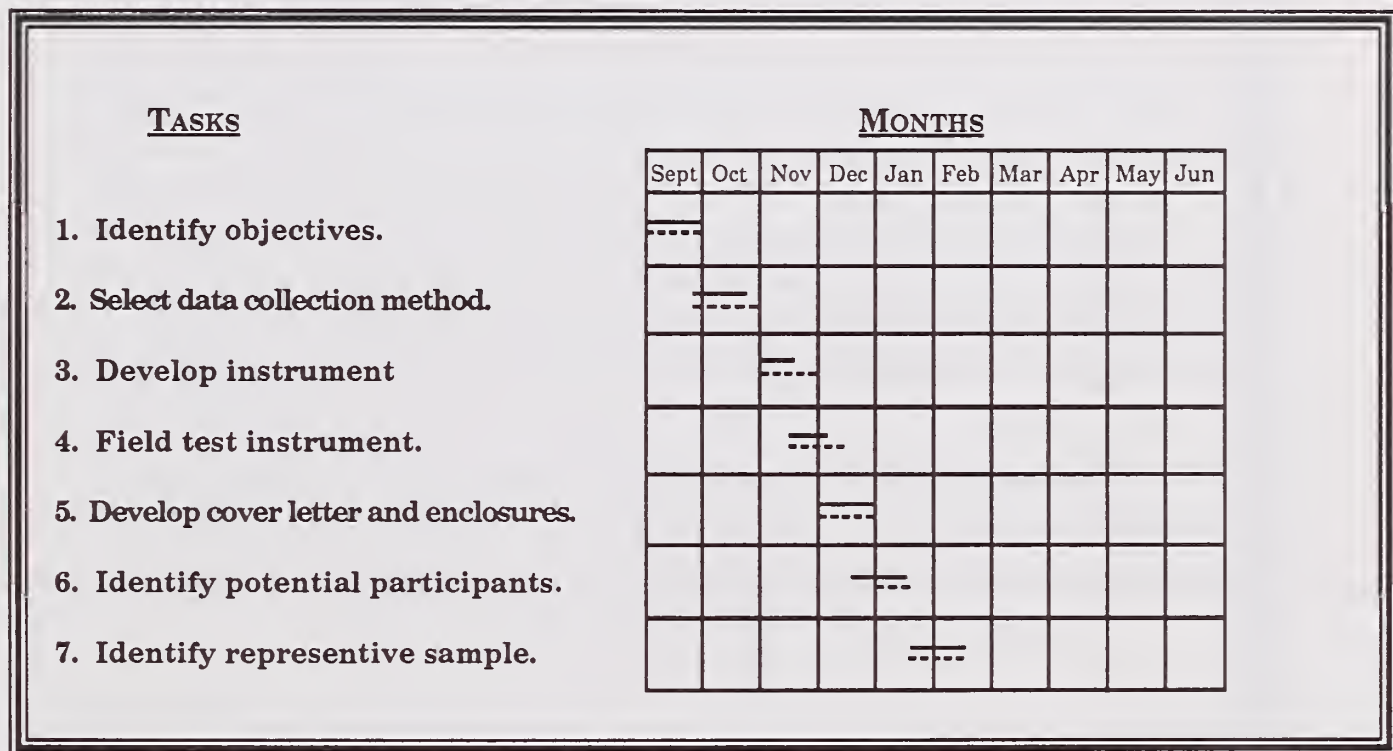 TASKS
MONTHS
Sept Oct Nov Dec Jan Feb Mar Apr May Jun
1. Identify objectives.
2. Select data collection method.
3. Develop instrument
4. Field test instrument.
5. Develop cover letter and enclosures.
6. Identify potential participants.
7. Identify representive sample.